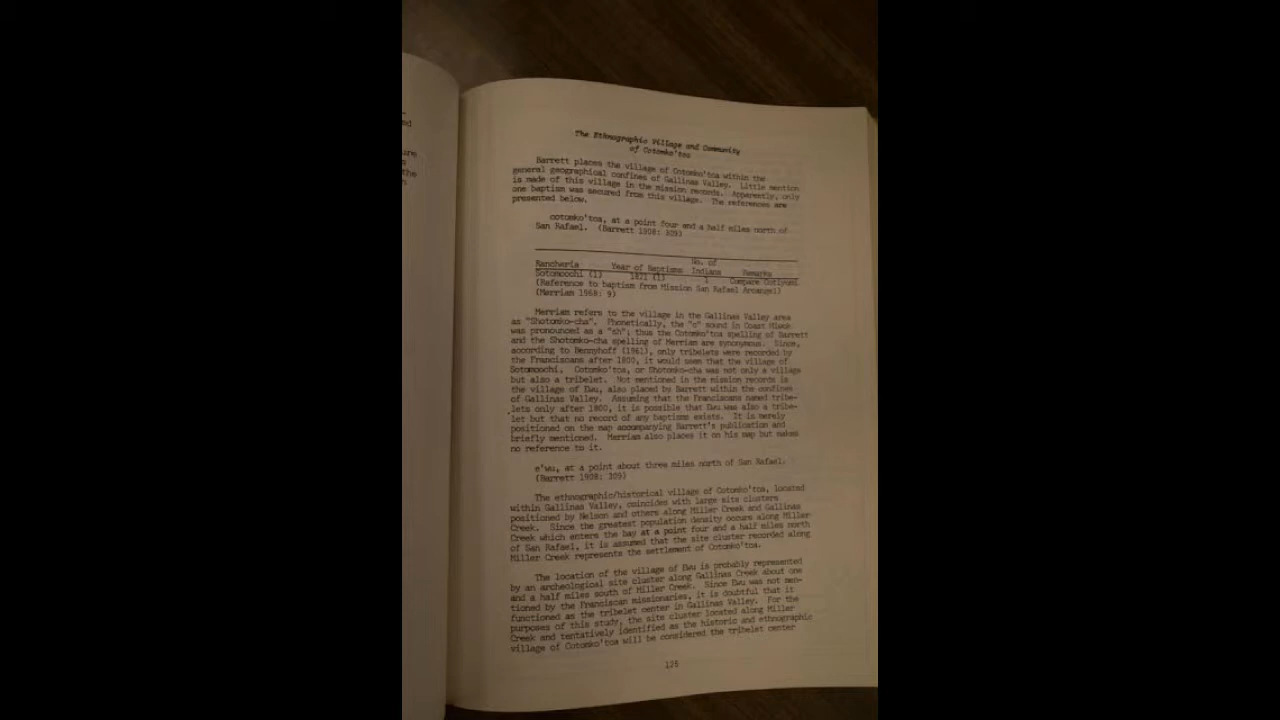 ed
ure
s
the
The Ethnographic Village and Community
of Cotomko'toa
Barrett places the village of Cotomko'toa within the
general geographical confines of Gallinas Valley. Little mention
is made of this village in the mission records. Apparently, only
one baptism was secured from this village. The references are
presented below.
cotomko'toa, at a point four and a half miles north of
San Rafael. (Barrett 1908: 309)
Rancheria Year of Baptisms No. of Indians Remarks
Sotomoochi (1) 1821 (1) 1 Compare Coriyomi
(Reference to baptism from Mission San Rafael Arcangel)
(Merriam 1968: 9)
Merriam refers to the village in the Gallinas Valley area
as "Shotomko-cha". Phonetically, the "c" sound in Coast Miwok
was pronounced as a "sh"; thus the Cotomko'toa spelling of Barrett
and the Shotomko-cha spelling of Merriam are synonymous. Since,
according to Bennyhoff (1961), only tribelets were recorded by
the Franciscans after 1800, it would seem that the village of
Sotomoochi. Cotomko'toa, or Shotomko-cha was not only a village
but also a tribelet. Not mentioned in the mission records is
the village of Ewu, also placed by Barrett within the confines
of Gallinas Valley. Assuming that the Franciscans named tribe-
lets only after 1800, it is possible that Ewu was also a tribe-
let but that no record of any baptisms exists. It is merely
positioned on the map accompanying Barrett's publication and
briefly mentioned. Merriam also places it on his map but makes
no reference to it.
e'wu, at a point about three miles north of San Rafael.
(Barrett 1908: 309)
The ethnographic/historical village of Cotomko'toa, located
within Gallinas Valley, coincides with large site clusters
positioned by Nelson and others along Miller Creek and Gallinas
Creek. Since the greatest population density occurs along Miller
Creek which enters the bay at a point four and a half miles north
of San Rafael, it is assumed that the site cluster recorded along
Miller Creek represents the settlement of Cotomko'toa.
The location of the village of Ewu is probably represented
by an archeological site cluster along Gallinas Creek about one
and a half miles south of Miller Creek. Since Ewu was not men-
tioned by the Franciscan missionaries, it is doubtful that it
functioned as the tribelet center in Gallinas Valley. For the
purposes of this study, the site cluster located along Miller
Creek and tentatively identified as the historic and ethnographic
village of Cotomko'toa will be considered the tribelet center
126